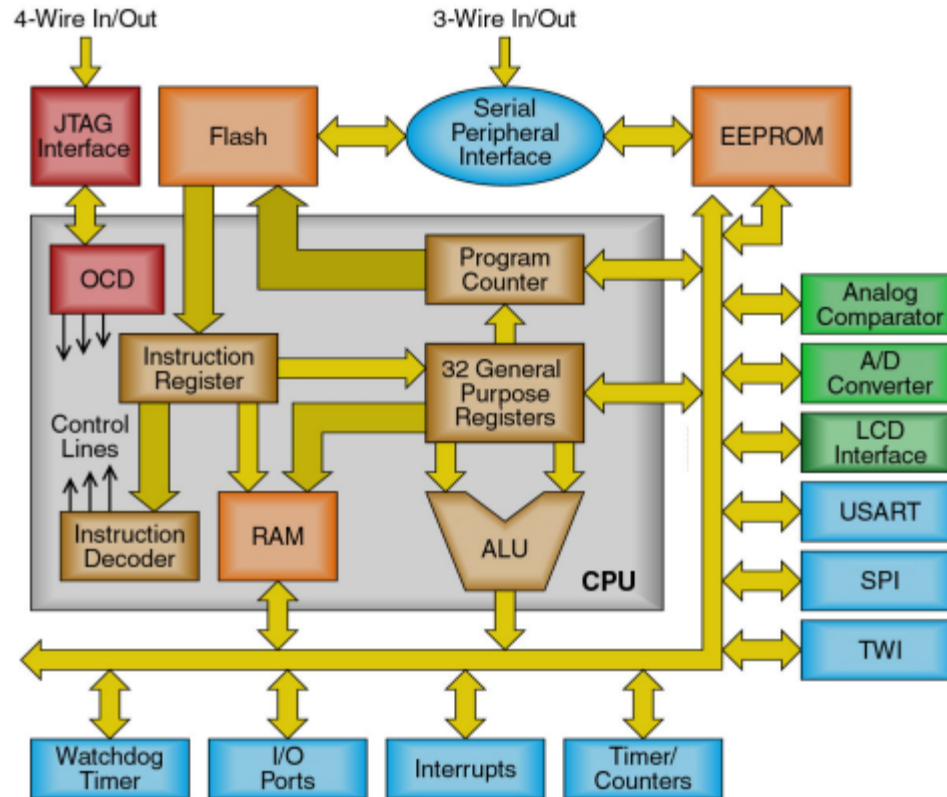 4-Wire In/Out
3-Wire In/Out
JTAG
Interface
Flash
Serial
Peripheral
Interface
EEPROM
OCD
Program
Counter
Instruction
Register
32 General
Purpose
Registers
Control
Lines
Instruction
Decoder
RAM
ALU
CPU
Analog
Comparator
A/D
Converter
LCD
Interface
USART
SPI
TWI
Watchdog
Timer
I/O
Ports
Interrupts
Timer/
Counters